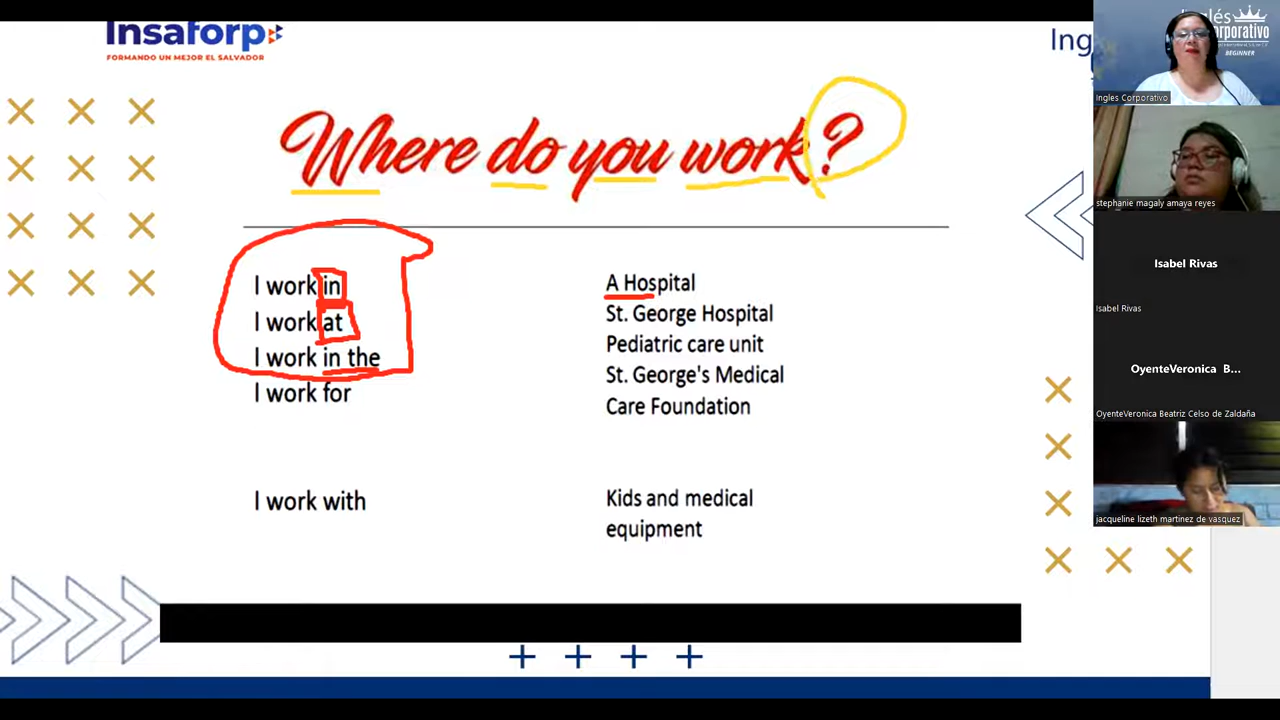 Insaforp
FORMANDO UN MEJOR EL SALVADOR
Ing
Where do you work?
I work in
I work at
I work in the
I work for
I work with
A Hospital
St. George Hospital
Pediatric care unit
St. George's Medical
Care Foundation
Kids and medical
equipment
Inglés
Corporativo
BEGINNER
Ingles Corporativo
stephanie magaly amaya reyes
Isabel Rivas
Isabel Rivas
OyenteVeronica B...
OyenteVeronica Beatriz Celso de Zaldaña
jacqueline lizeth martinez de vasquez